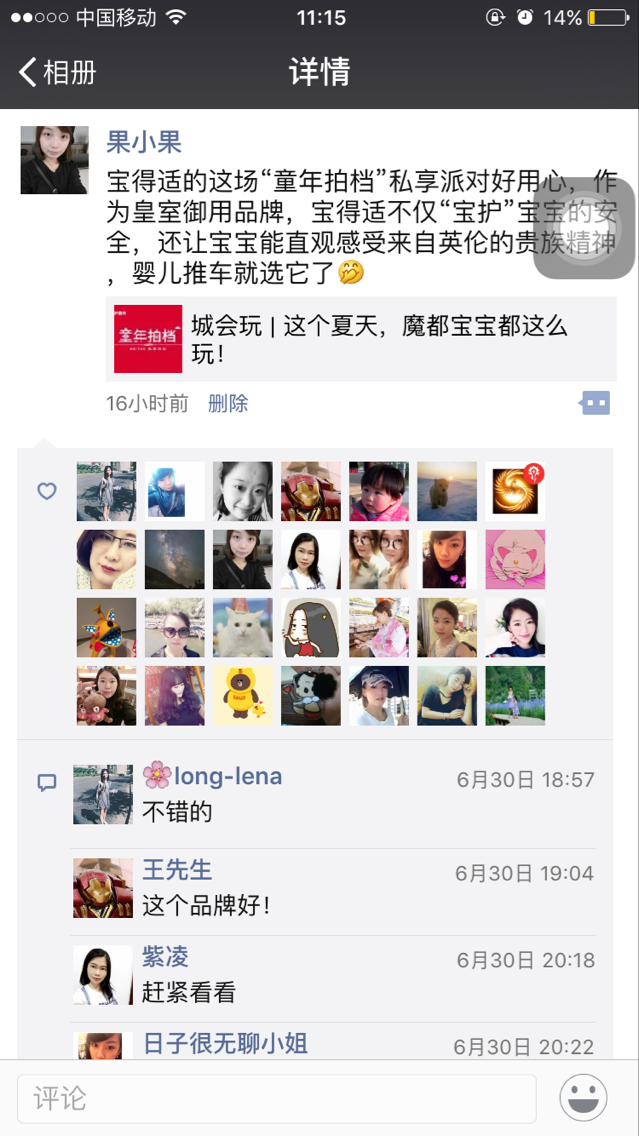 中国移动
11:15
14%
相册
详情
果小果
宝得适的这场“童年拍档”私享派对好用心，作
为皇室御用品牌，宝得适不仅“宝护”宝宝的安
全，还让宝宝能直观感受来自英伦的贵族精神
，婴儿推车就选它了🤭
童年拍档
城会玩 | 这个夏天，魔都宝宝都这么
玩！
16小时前 删除
🌸long-lena
6月30日 18:57
不错的
王先生
6月30日 19:04
这个品牌好！
紫凌
6月30日 20:18
赶紧看看
日子很无聊小姐
6月30日 20:22
评论